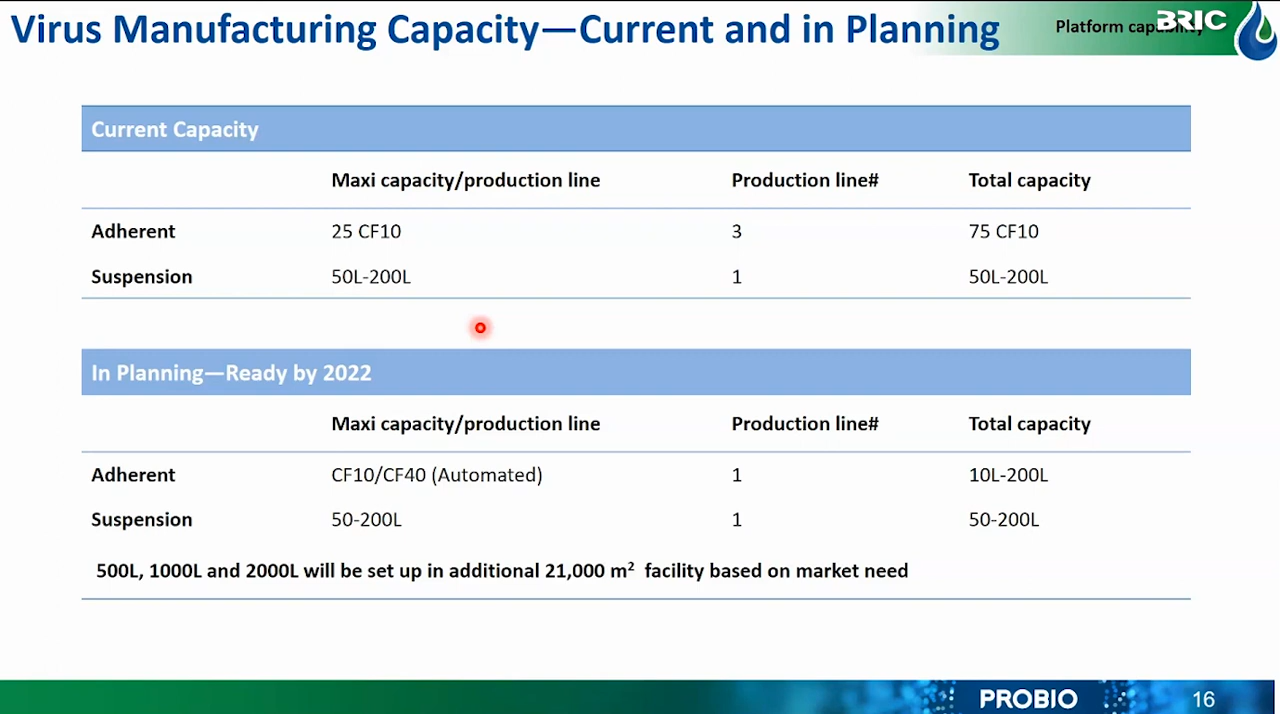 Virus Manufacturing Capacity—Current and in Planning
Platform capability
BRIC
Current Capacity
Maxi capacity/production line Production line# Total capacity
Adherent 25 CF10 3 75 CF10
Suspension 50L-200L 1 50L-200L
In Planning—Ready by 2022
Maxi capacity/production line Production line# Total capacity
Adherent CF10/CF40 (Automated) 1 10L-200L
Suspension 50-200L 1 50-200L
500L, 1000L and 2000L will be set up in additional 21,000 m² facility based on market need
PROBIO 16